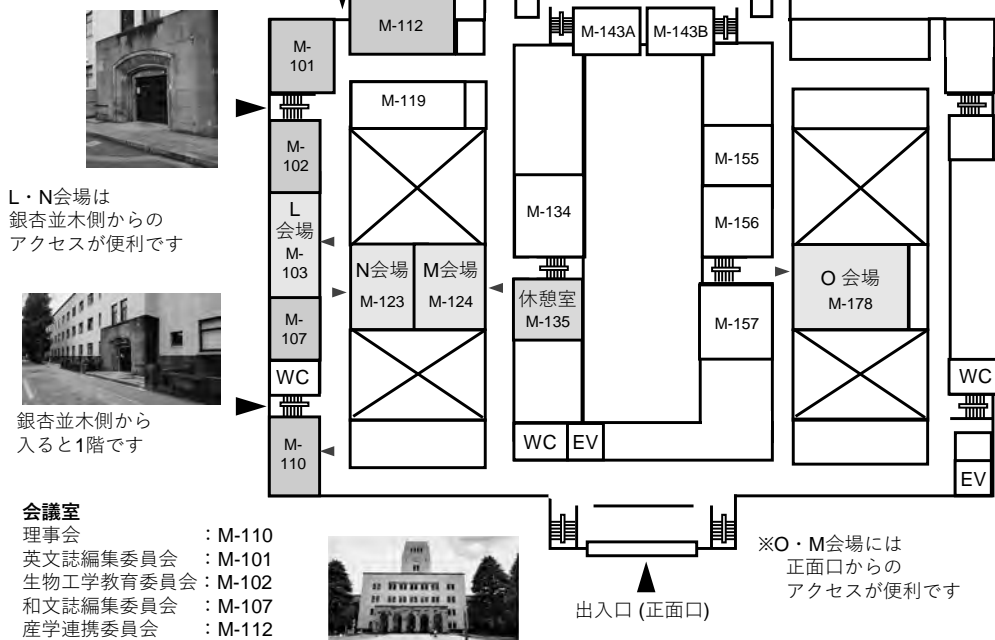 M-112
M-143A
M-143B
M-
101
M-119
M-
102
M-155
L・N会場は
銀杏並木側からの
アクセスが便利です
L
会場
M-
103
M-134
M-156
N会場
M-123
M会場
M-124
休憩室
M-135
O 会場
M-178
M-
107
M-157
WC
WC
銀杏並木側から
入ると1階です
M-
110
WC
EV
EV
会議室
理事会 : M-110
英文誌編集委員会 : M-101
生物工学教育委員会 : M-102
和文誌編集委員会 : M-107
産学連携委員会 : M-112
出入口 (正面口)
※O・M会場には
正面口からの
アクセスが便利です